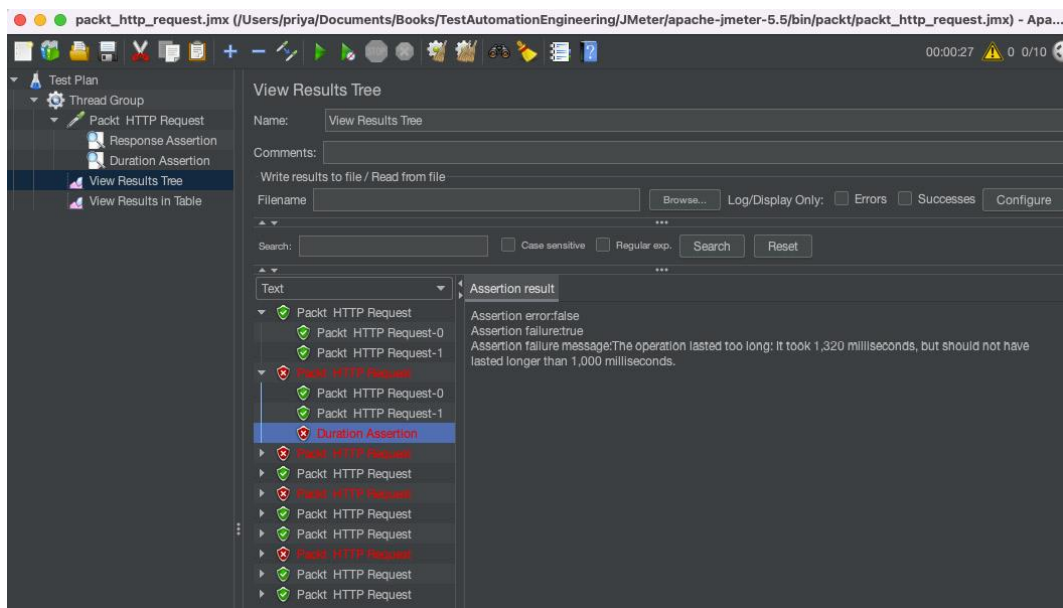 packt_http_request.jmx (/Users/priya/Documents/Books/TestAutomationEngineering/JMeter/apache-jmeter-5.5/bin/packt/packt_http_request.jmx) - Apa...
00:00:27 0 0/10
Test Plan
Thread Group
Packt HTTP Request
Response Assertion
Duration Assertion
View Results Tree
View Results in Table
View Results Tree
Name: View Results Tree
Comments:
Write results to file / Read from file
Filename Browse... Log/Display Only: Errors Successes Configure
Search: Case sensitive Regular exp. Search Reset
Text
Packt HTTP Request
Packt HTTP Request-0
Packt HTTP Request-1
Packt HTTP Request
Packt HTTP Request-0
Packt HTTP Request-1
Duration Assertion
Packt HTTP Request
Packt HTTP Request
Packt HTTP Request
Packt HTTP Request
Packt HTTP Request
Packt HTTP Request
Packt HTTP Request
Packt HTTP Request
Assertion result
Assertion error:false
Assertion failure:true
Assertion failure message:The operation lasted too long: It took 1,320 milliseconds, but should not have
lasted longer than 1,000 milliseconds.